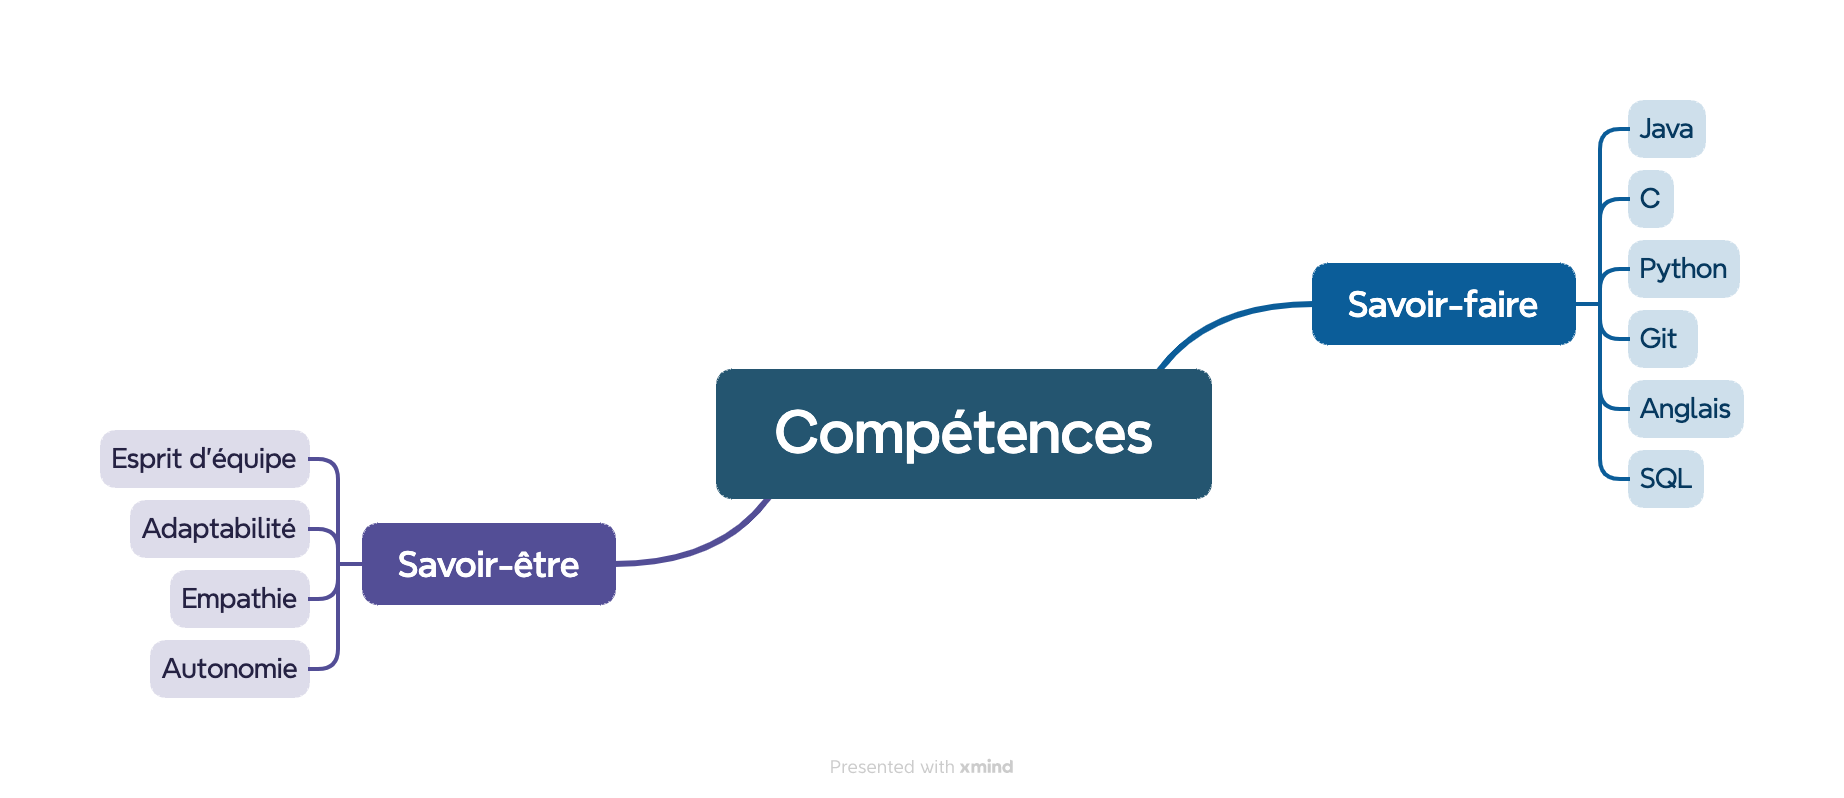 Compétences
Savoir-faire
Java
C
Python
Git
Anglais
SQL
Savoir-être
Esprit d'équipe
Adaptabilité
Empathie
Autonomie
Presented with xmind